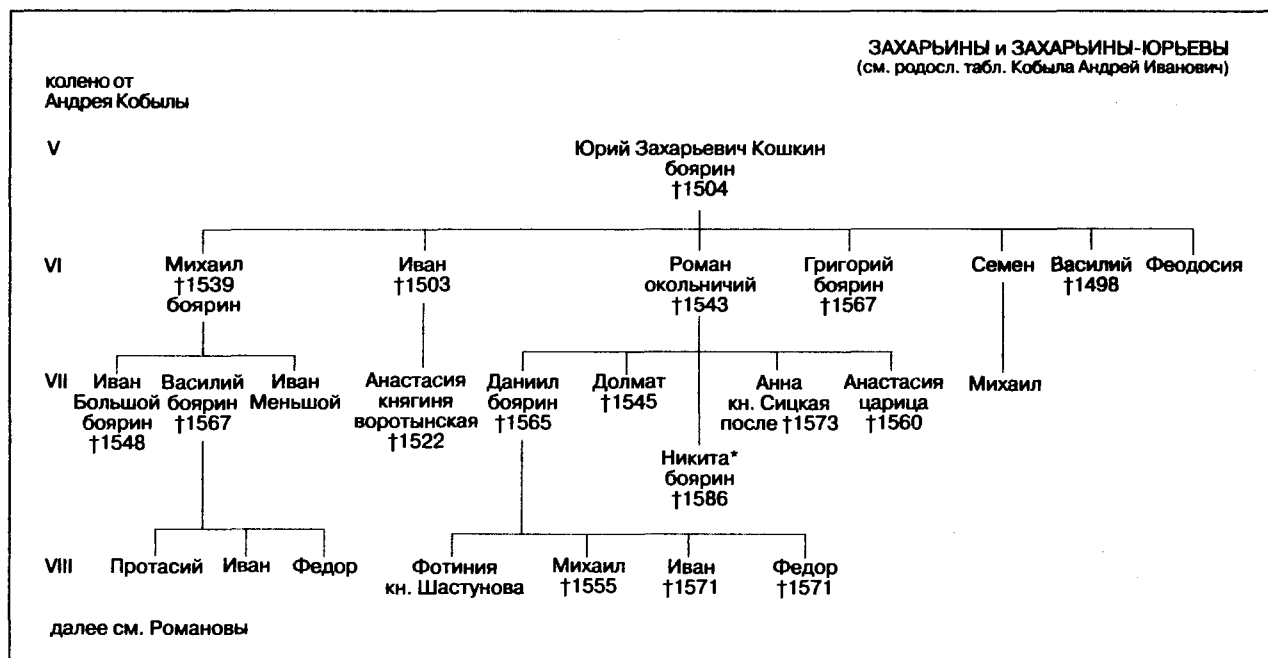 ЗАХАРЬИНЫ и ЗАХАРЬИНЫ-ЮРЬЕВЫ
(см. родосл. табл. Кобыла Андрей Иванович)
колено от
Андрея Кобылы
V
Юрий Захарьевич Кошкин
боярин
†1504
VI
Михаил
†1539
боярин
Иван
†1503
Роман
окольничий
†1543
Григорий
боярин
†1567
Семен
Василий
†1498
Феодосия
VII
Иван
Большой
боярин
†1548
Василий
боярин
†1567
Иван
Меньшой
Анастасия
княгиня
воротынская
†1522
Даниил
боярин
†1565
Долмат
†1545
Анна
кн. Сицкая
после †1573
Анастасия
царица
†1560
Михаил
Никита*
боярин
†1586
VIII
Протасий
Иван
Федор
Фотиния
кн. Шастунова
Михаил
†1555
Иван
†1571
Федор
†1571
далее см. Романовы